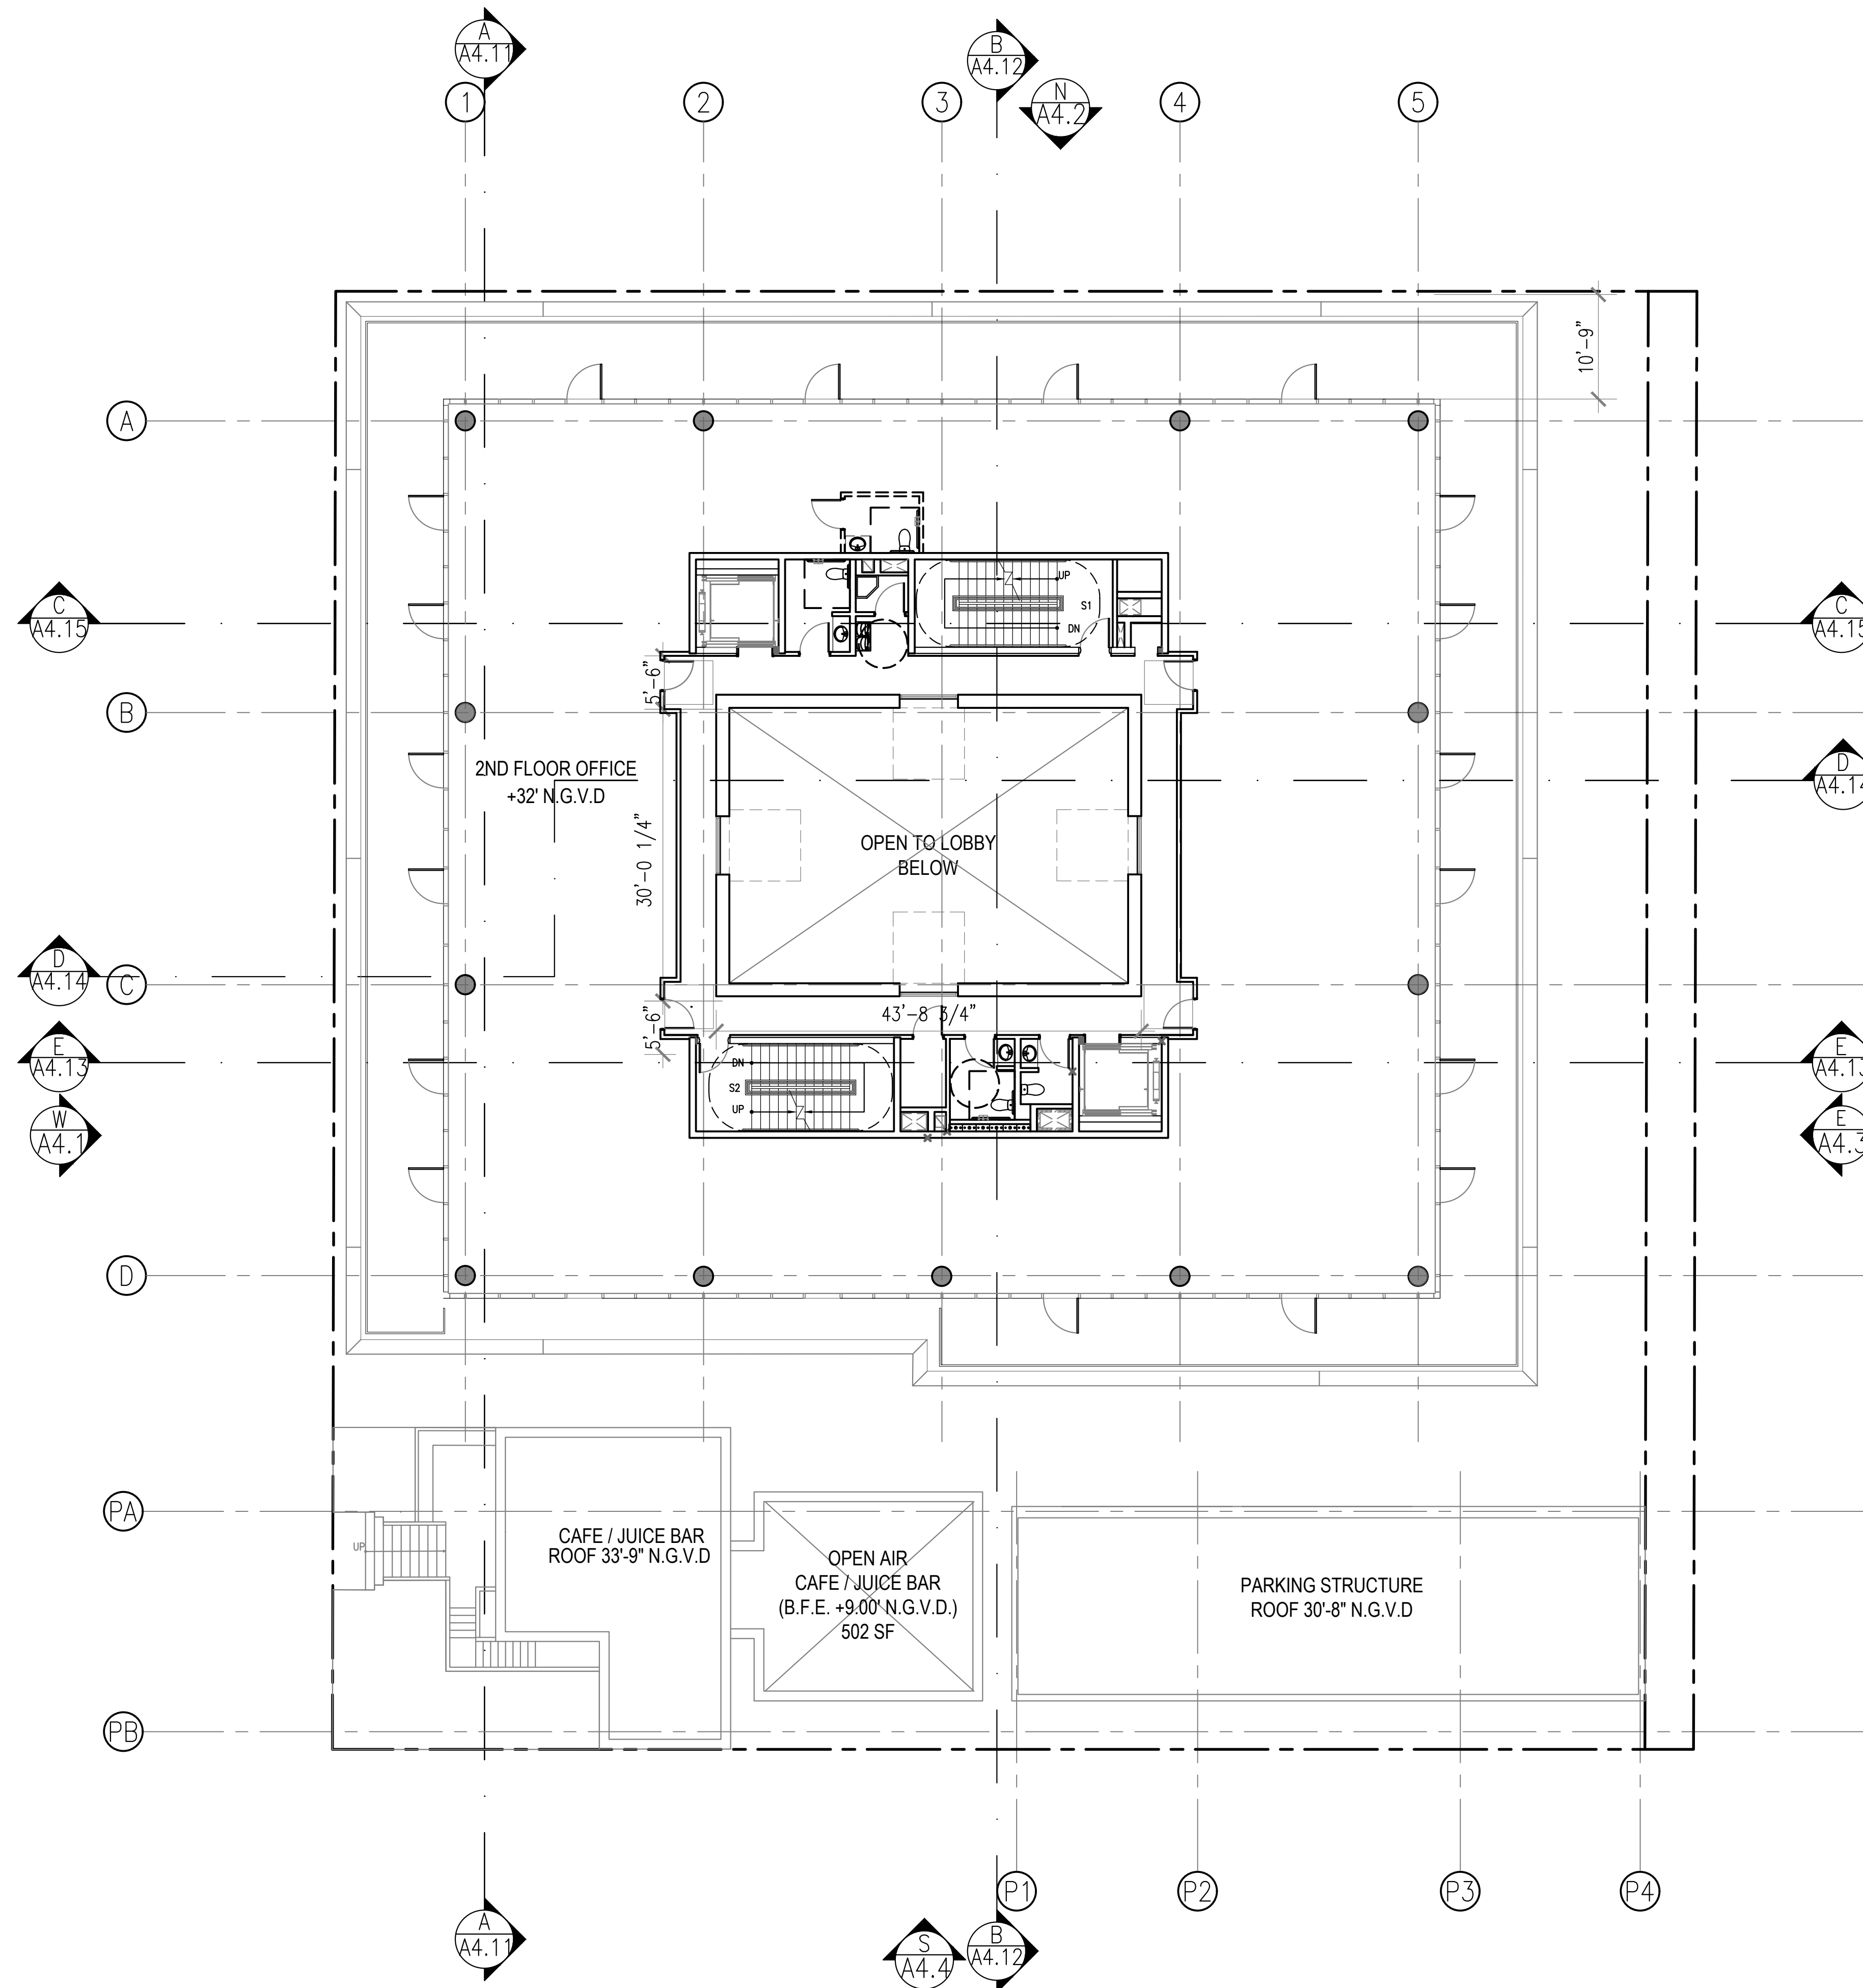 A
A4.11
B
A4.12
N
A4.2
1
2
3
4
5
10'-9"
A
C
A4.15
C
A4.15
UP
S1
DN
5'-6"
B
2ND FLOOR OFFICE
+32' N.G.V.D
D
A4.14
30'-0 1/4"
OPEN TO LOBBY
BELOW
D
A4.14
C
43'-8 3/4"
5'-6"
E
A4.13
E
A4.13
DN
S2
UP
W
A4.1
E
A4.3
D
PA
UP
CAFE / JUICE BAR
ROOF 33'-9" N.G.V.D
OPEN AIR
CAFE / JUICE BAR
(B.F.E. +9.00' N.G.V.D.)
502 SF
PARKING STRUCTURE
ROOF 30'-8" N.G.V.D
PB
P1
P2
P3
P4
A
A4.11
S
A4.4
B
A4.12